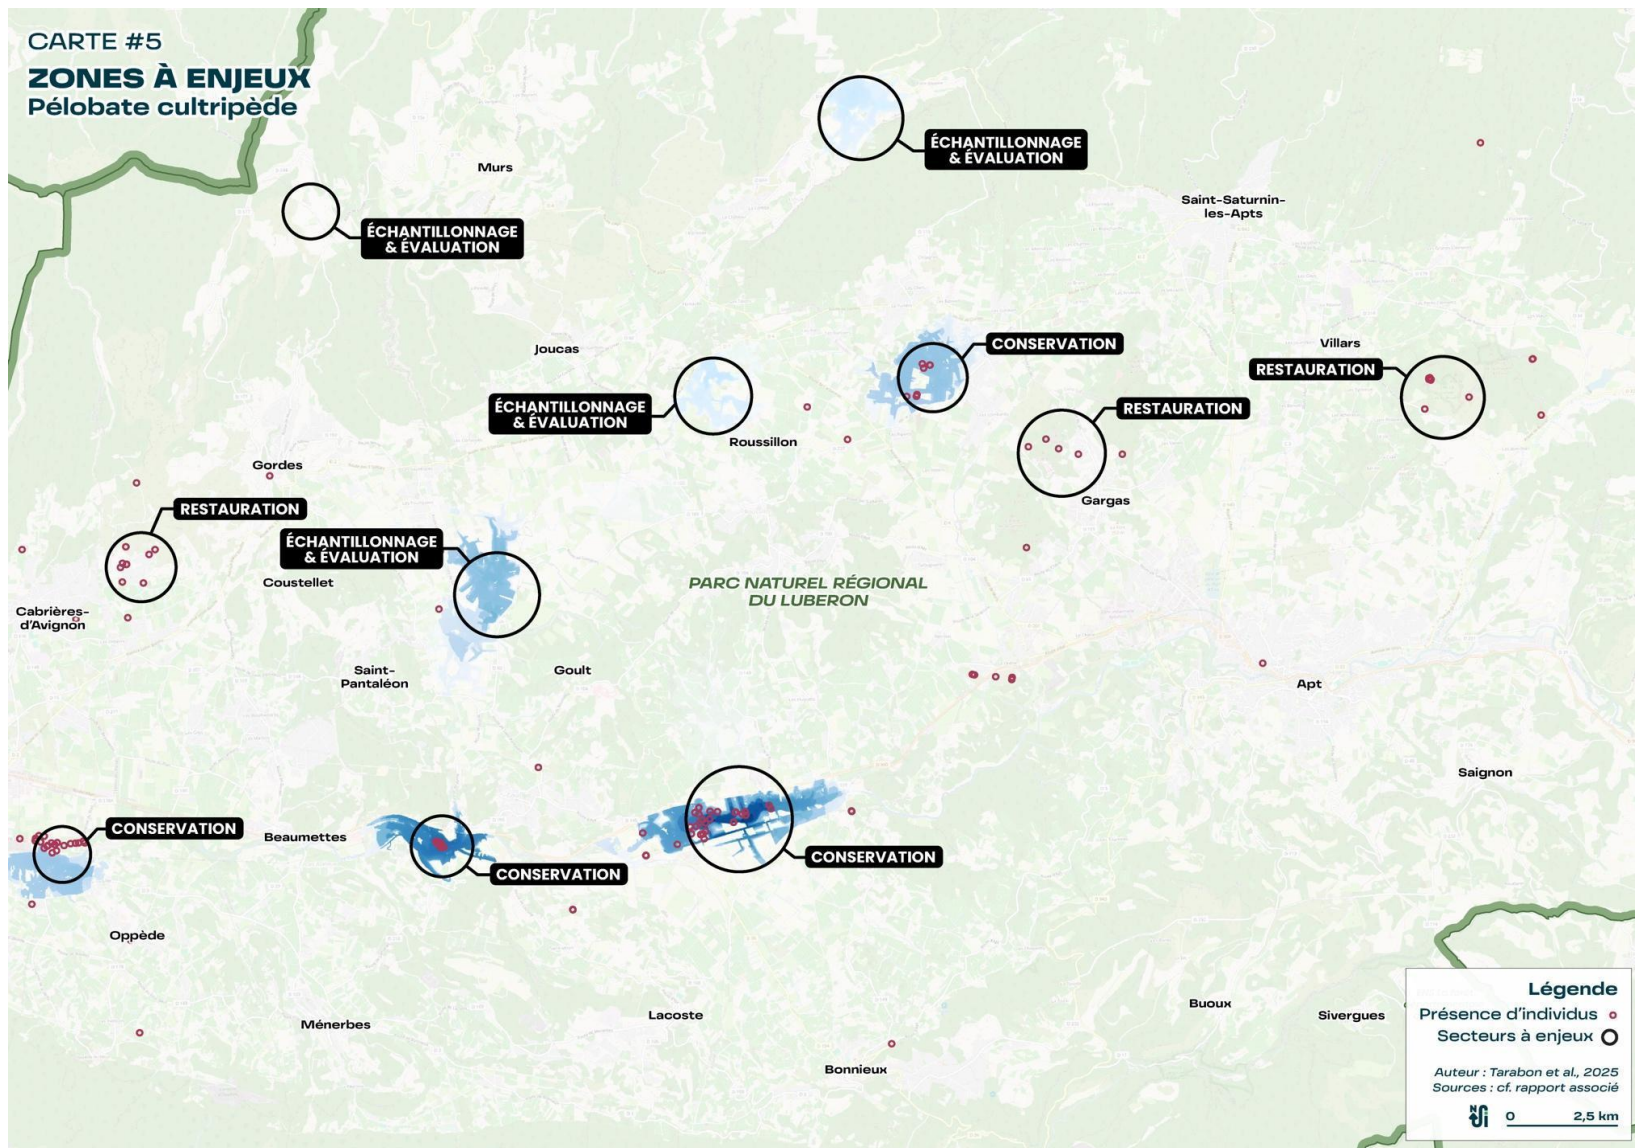 CARTE #5
ZONES À ENJEUX
Pélobate cultripède
ÉCHANTILLONNAGE
& ÉVALUATION
Murs
Saint-Saturnin-
les-Apts
ÉCHANTILLONNAGE
& ÉVALUATION
CONSERVATION
Villars
Joucas
RESTAURATION
ÉCHANTILLONNAGE
& ÉVALUATION
RESTAURATION
Roussillon
Gordes
Gargas
RESTAURATION
ÉCHANTILLONNAGE
& ÉVALUATION
Coustellet
PARC NATUREL RÉGIONAL
DU LUBERON
Cabrières-
d'Avignon
Saint-
Pantaléon
Goult
Apt
Saignon
CONSERVATION
Beaumettes
CONSERVATION
CONSERVATION
Oppède
Ménerbes
Lacoste
Buoux
Sivergues
Bonnieux
Légende
Présence d'individus
Secteurs à enjeux
Auteur : Tarabon et al., 2025
Sources : cf. rapport associé
N
0 2,5 km